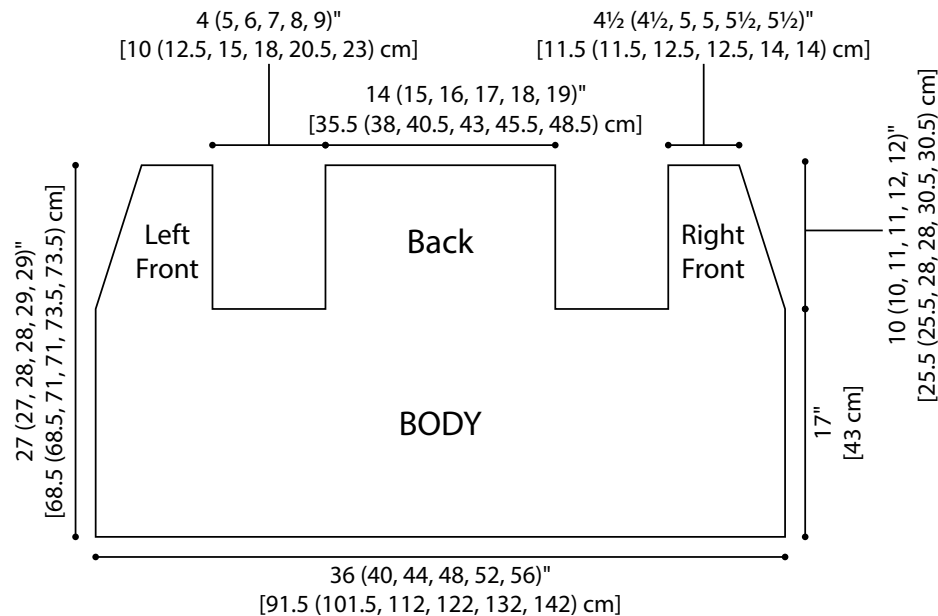 4 (5, 6, 7, 8, 9)"
[10 (12.5, 15, 18, 20.5, 23) cm]
4½ (4½, 5, 5, 5½, 5½)"
[11.5 (11.5, 12.5, 12.5, 14, 14) cm]
14 (15, 16, 17, 18, 19)"
[35.5 (38, 40.5, 43, 45.5, 48.5) cm]
10 (10, 11, 11, 12, 12)"
[25.5 (25.5, 28, 28, 30.5, 30.5) cm]
Left
Front
Back
Right
Front
27 (27, 28, 28, 29, 29)"
[68.5 (68.5, 71, 71, 73.5, 73.5) cm]
BODY
17"
[43 cm]
36 (40, 44, 48, 52, 56)"
[91.5 (101.5, 112, 122, 132, 142) cm]